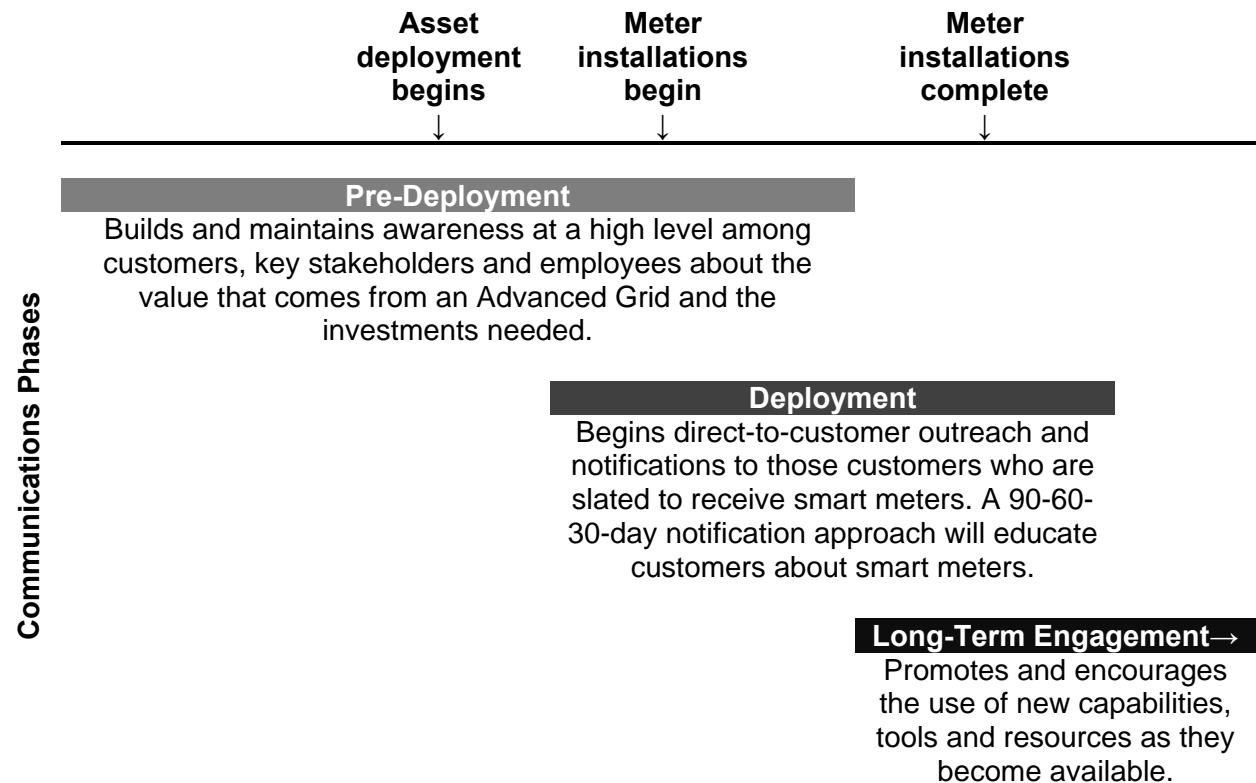 Asset
deployment
begins
↓
Meter
installations
begin
↓
Meter
installations
complete
↓
Communications Phases
Pre-Deployment
Builds and maintains awareness at a high level among
customers, key stakeholders and employees about the
value that comes from an Advanced Grid and the
investments needed.
Deployment
Begins direct-to-customer outreach and
notifications to those customers who are
slated to receive smart meters. A 90-60-
30-day notification approach will educate
customers about smart meters.
Long-Term Engagement→
Promotes and encourages
the use of new capabilities,
tools and resources as they
become available.